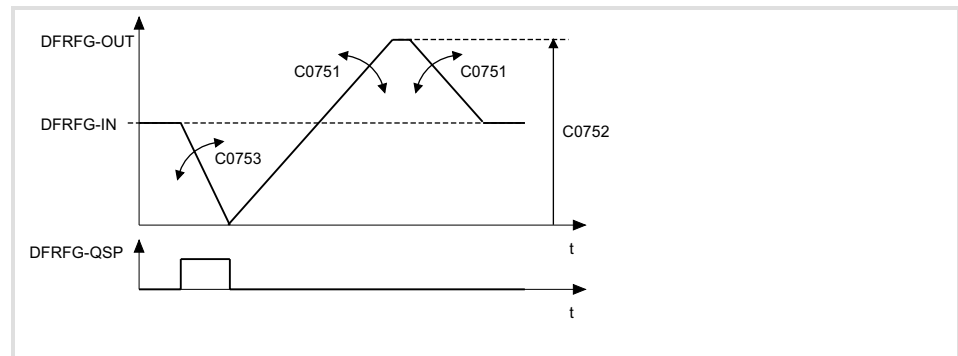 DFRFG-OUT
C0751
C0751
DFRFG-IN
C0752
C0753
t
DFRFG-QSP
t